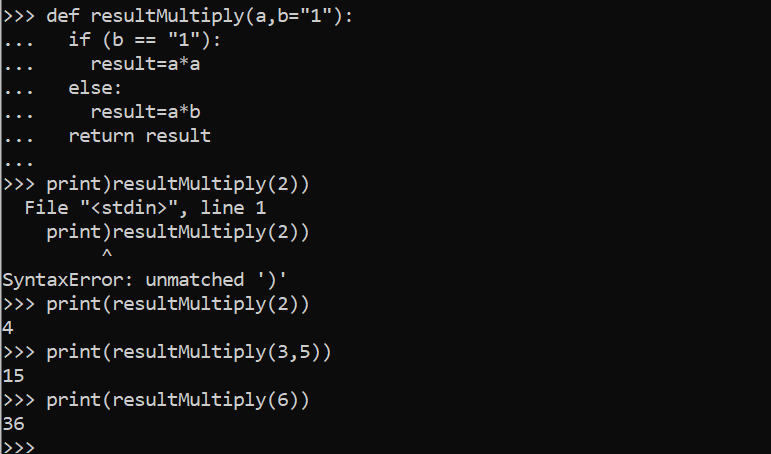 >>> def resultMultiply(a,b="1"):
...   if (b == "1"):
...     result=a*a
...   else:
...     result=a*b
...   return result
...
>>> print)resultMultiply(2))
  File "<stdin>", line 1
    print)resultMultiply(2))
         ^
SyntaxError: unmatched ')'
>>> print(resultMultiply(2))
4
>>> print(resultMultiply(3,5))
15
>>> print(resultMultiply(6))
36
>>>